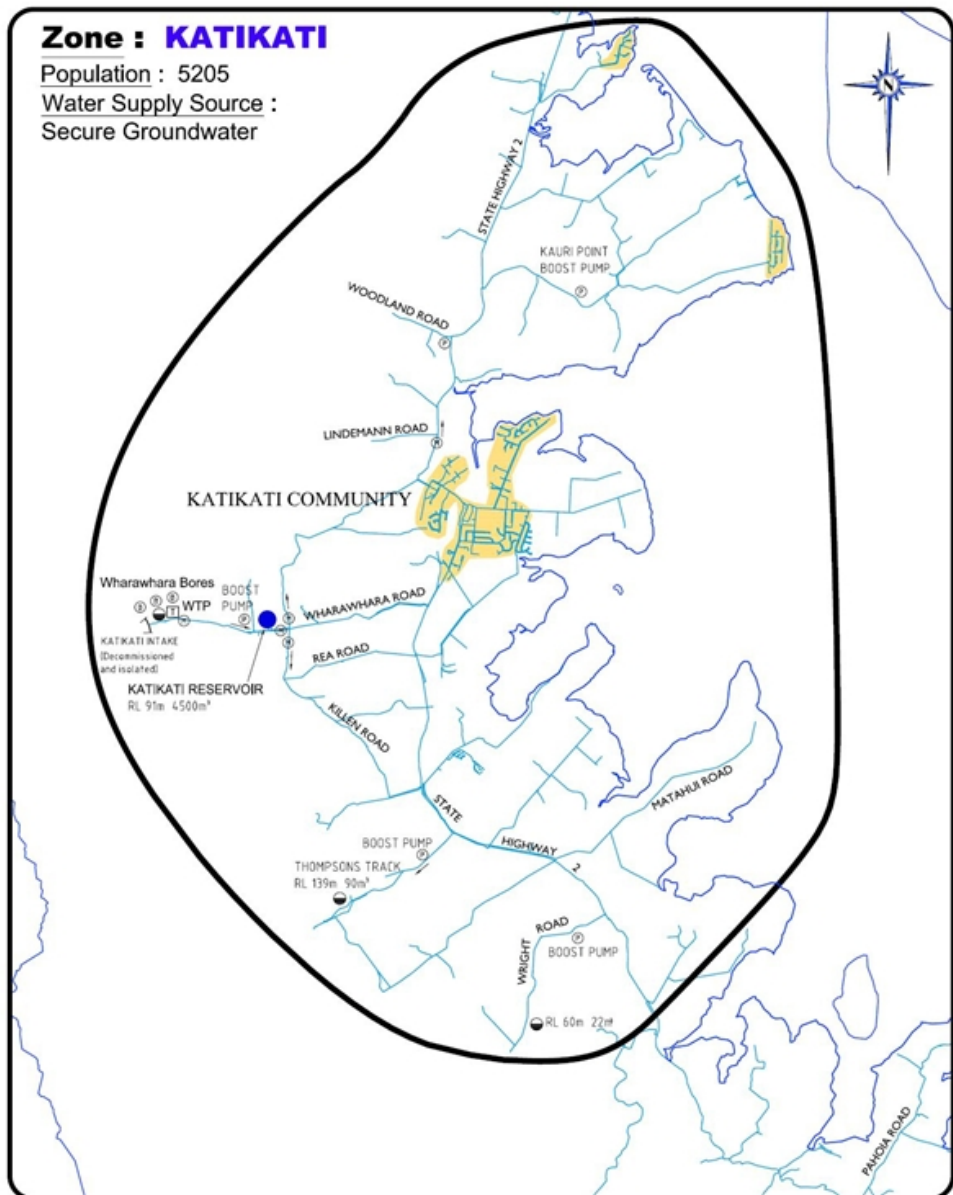 Zone : KATIKATI
Population : 5205
Water Supply Source :
Secure Groundwater
N
STATE HIGHWAY 2
KAURI POINT
BOOST PUMP
P
WOODLAND ROAD
P
LINDEMANN ROAD
KATIKATI COMMUNITY
Wharawhara Bores
BOOST
PUMP
T
WTP
WHARAWHARA ROAD
KATIKATI INTAKE
(Decommissioned
and isolated)
REA ROAD
KATIKATI RESERVOIR
RL 91m 4500m³
KILLEN ROAD
MATAHUI ROAD
STATE
HIGHWAY
2
BOOST PUMP
P
THOMPSONS TRACK
RL 139m 90m³
WRIGHT
ROAD
P
BOOST PUMP
RL 60m 22m³
PAHOIA ROAD